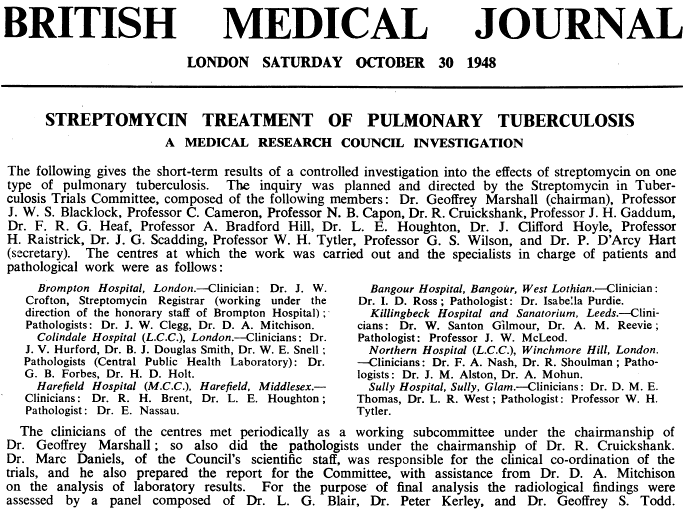 BRITISH MEDICAL JOURNAL
LONDON SATURDAY OCTOBER 30 1948
STREPTOMYCIN TREATMENT OF PULMONARY TUBERCULOSIS
A MEDICAL RESEARCH COUNCIL INVESTIGATION
The following gives the short-term results of a controlled investigation into the effects of streptomycin on one
type of pulmonary tuberculosis. The inquiry was planned and directed by the Streptomycin in Tuber-
culosis Trials Committee, composed of the following members: Dr. Geoffrey Marshall (chairman), Professor
J. W. S. Blacklock, Professor C. Cameron, Professor N. B. Capon, Dr. R. Cruickshank, Professor J. H. Gaddum,
Dr. F. R. G. Heaf, Professor A. Bradford Hill, Dr. L. E. Houghton, Dr. J. Clifford Hoyle, Professor
H. Raistrick, Dr. J. G. Scadding, Professor W. H. Tytler, Professor G. S. Wilson, and Dr. P. D'Arcy Hart
(secretary). The centres at which the work was carried out and the specialists in charge of patients and
pathological work were as follows:
Brompton Hospital, London.—Clinician: Dr. J. W.
Crofton, Streptomycin Registrar (working under the
direction of the honorary staff of Brompton Hospital);
Pathologists: Dr. J. W. Clegg, Dr. D. A. Mitchison.
Colindale Hospital (L.C.C.), London.—Clinicians: Dr.
J. V. Hurford, Dr. B. J. Douglas Smith, Dr. W. E. Snell;
Pathologists (Central Public Health Laboratory): Dr.
G. B. Forbes, Dr. H. D. Holt.
Harefield Hospital (M.C.C.), Harefield, Middlesex.—
Clinicians: Dr. R. H. Brent, Dr. L. E. Houghton;
Pathologist: Dr. E. Nassau.
Bangour Hospital, Bangour, West Lothian.—Clinician:
Dr. I. D. Ross; Pathologist: Dr. Isabella Purdie.
Killingbeck Hospital and Sanatorium, Leeds.—Clini-
cians: Dr. W. Santon Gilmour, Dr. A. M. Reevie;
Pathologist: Professor J. W. McLeod.
Northern Hospital (L.C.C.), Winchmore Hill, London.
—Clinicians: Dr. F. A. Nash, Dr. R. Shoulman; Patho-
logists: Dr. J. M. Alston, Dr. A. Mohun.
Sully Hospital, Sully, Glam.—Clinicians: Dr. D. M. E.
Thomas, Dr. L. R. West; Pathologist: Professor W. H.
Tytler.
The clinicians of the centres met periodically as a working subcommittee under the chairmanship of
Dr. Geoffrey Marshall; so also did the pathologists under the chairmanship of Dr. R. Cruickshank.
Dr. Marc Daniels, of the Council's scientific staff, was responsible for the clinical co-ordination of the
trials, and he also prepared the report for the Committee, with assistance from Dr. D. A. Mitchison
on the analysis of laboratory results. For the purpose of final analysis the radiological findings were
assessed by a panel composed of Dr. L. G. Blair, Dr. Peter Kerley, and Dr. Geoffrey S. Todd.